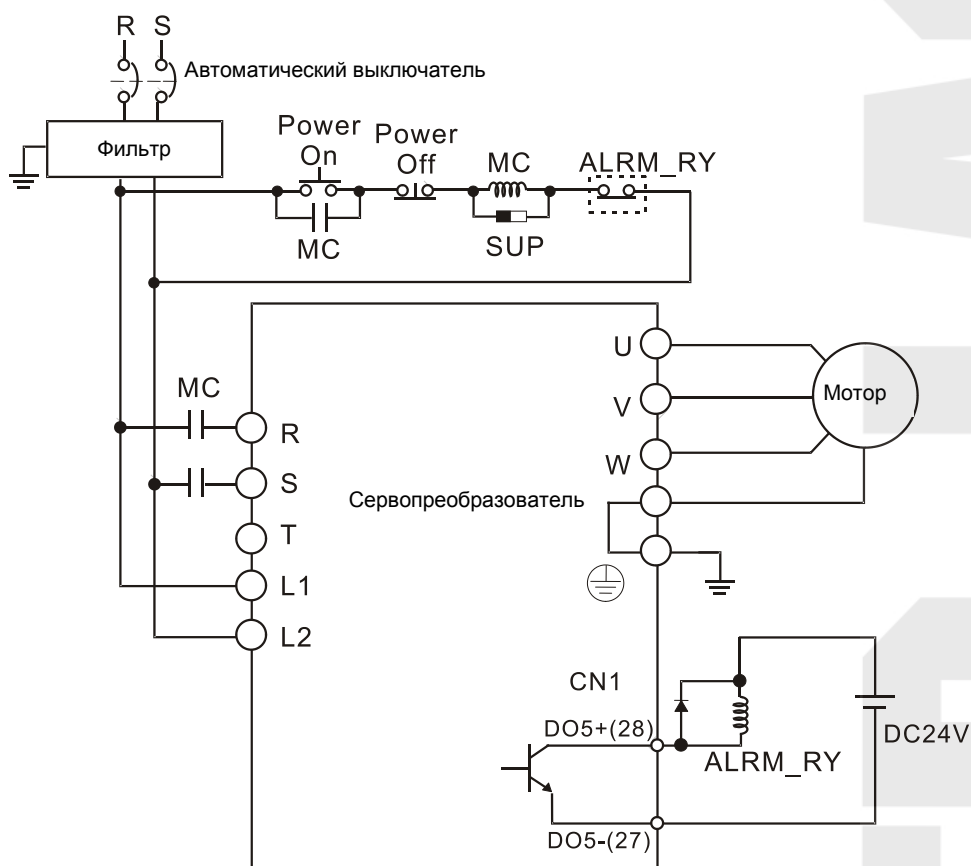 R S
Автоматический выключатель
Фильтр
Power
On
Power
Off
MC
ALRM_RY
MC
SUP
MC
R
S
T
L1
L2
Сервопреобразователь
U
V
W
Мотор
CN1
DO5+(28)
DO5-(27)
ALRM_RY
DC24V